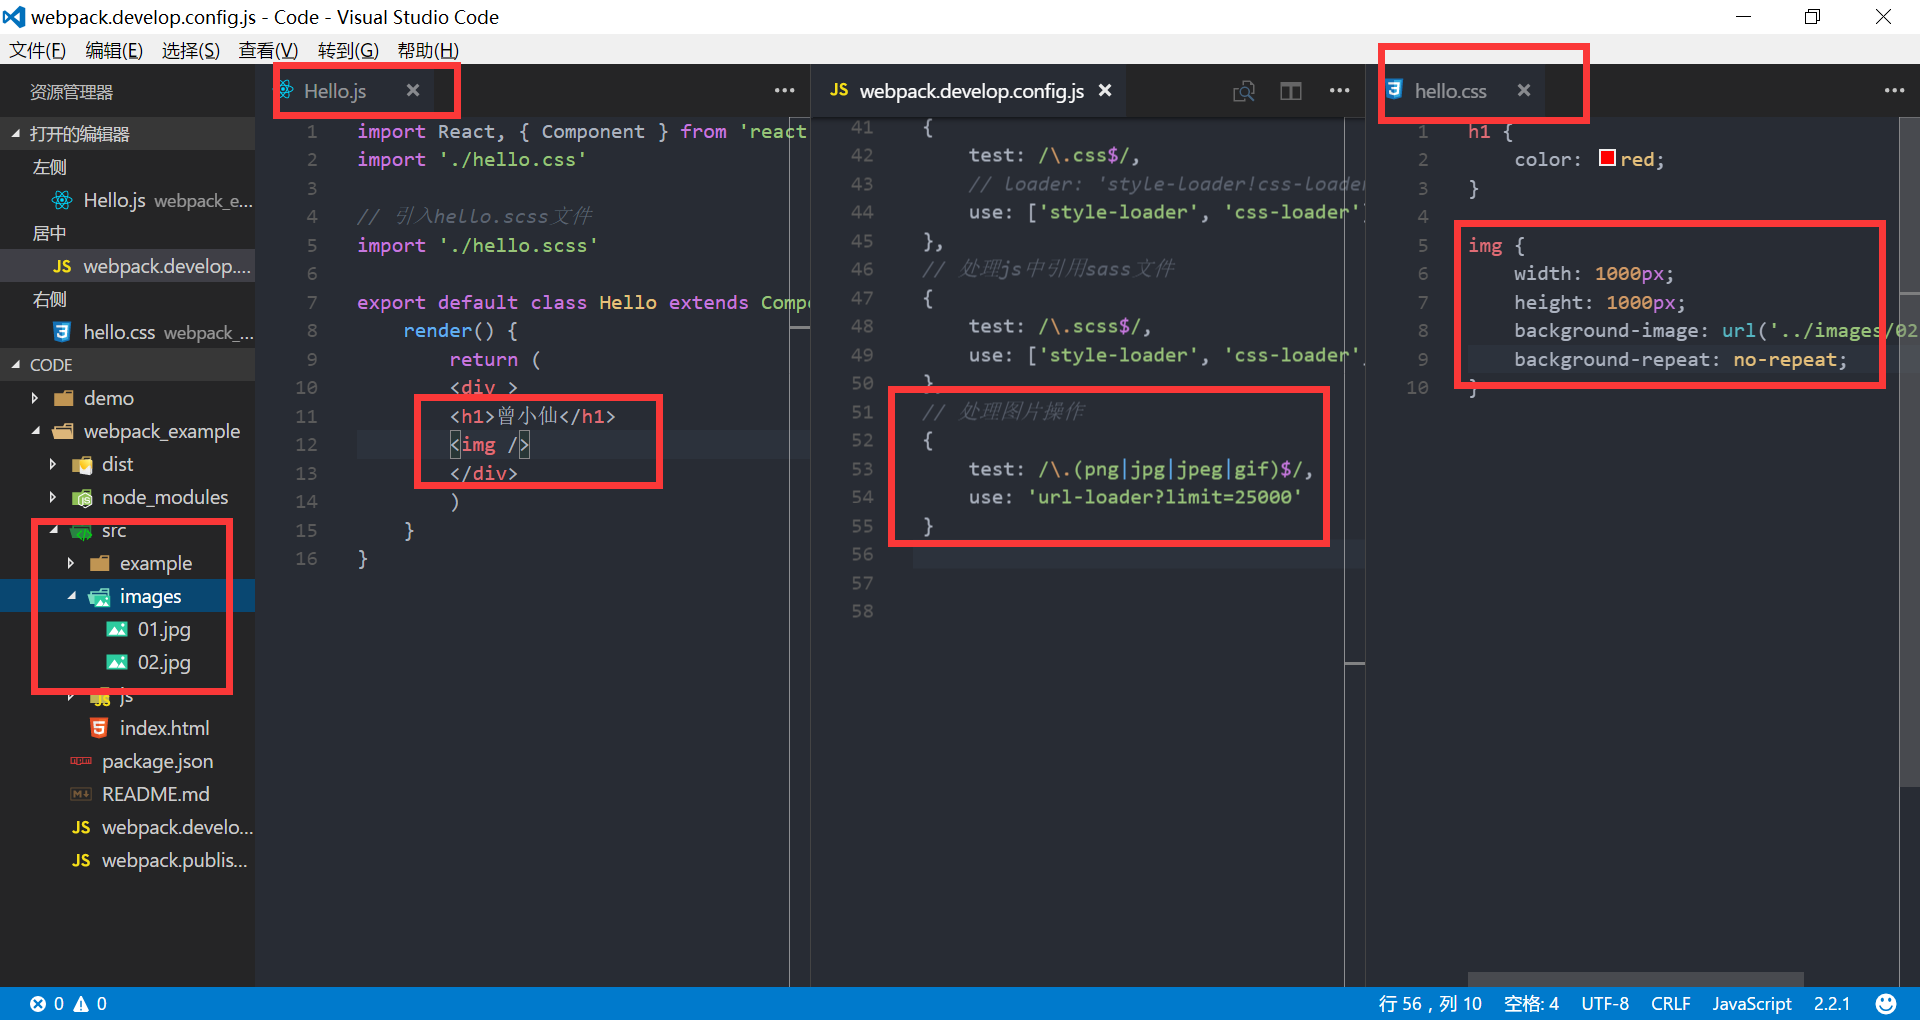 webpack.develop.config.js - Code - Visual Studio Code
文件(F) 编辑(E) 选择(S) 查看(V) 转到(G) 帮助(H)
资源管理器
打开的编辑器
左侧
Hello.js webpack_e...
居中
JS webpack.develop....
右侧
hello.css webpack_...
CODE
demo
webpack_example
dist
node_modules
src
example
images
01.jpg
02.jpg
js
index.html
package.json
README.md
JS webpack.develo...
JS webpack.publis...
Hello.js
1 import React, { Component } from 'react
2 import './hello.css'
3
4 // 引入hello.scss文件
5 import './hello.scss'
6
7 export default class Hello extends Compo
8 render() {
9 return (
10 <div >
11 <h1>曾小仙</h1>
12 <img />
13 </div>
14 )
15 }
16 }
JS webpack.develop.config.js
41 {
42 test: /\.css$/,
43 // loader: 'style-loader!css-loader
44 use: ['style-loader', 'css-loader'
45 },
46 // 处理js中引用sass文件
47 {
48 test: /\.scss$/,
49 use: ['style-loader', 'css-loader',
50 }
51 // 处理图片操作
52 {
53 test: /\.(png|jpg|jpeg|gif)$/,
54 use: 'url-loader?limit=25000'
55 }
56
57
58
hello.css
1 h1 {
2 color: red;
3 }
4
5 img {
6 width: 1000px;
7 height: 1000px;
8 background-image: url('../images/02
9 background-repeat: no-repeat;
10 }
0 0 行 56，列 10 空格: 4 UTF-8 CRLF JavaScript 2.2.1